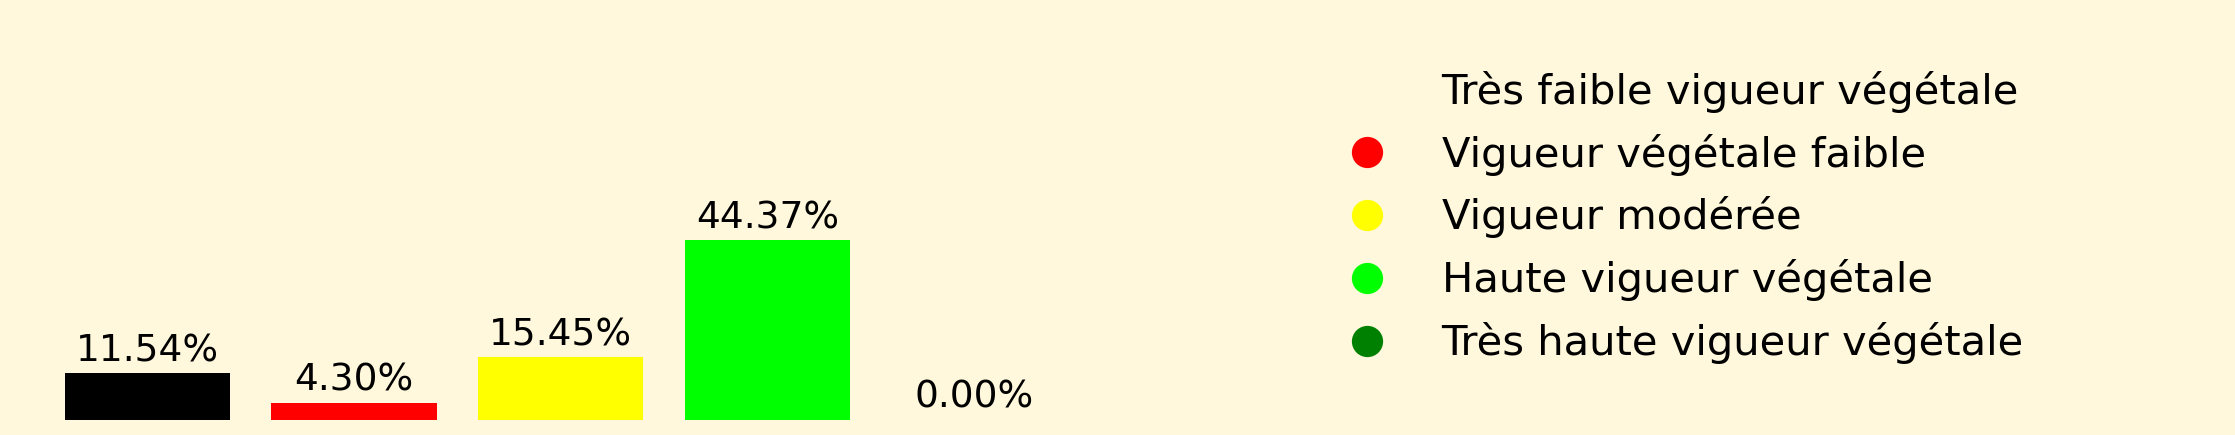 11.54%
4.30%
15.45%
44.37%
0.00%
Très faible vigueur végétale
Vigueur végétale faible
Vigueur modérée
Haute vigueur végétale
Très haute vigueur végétale